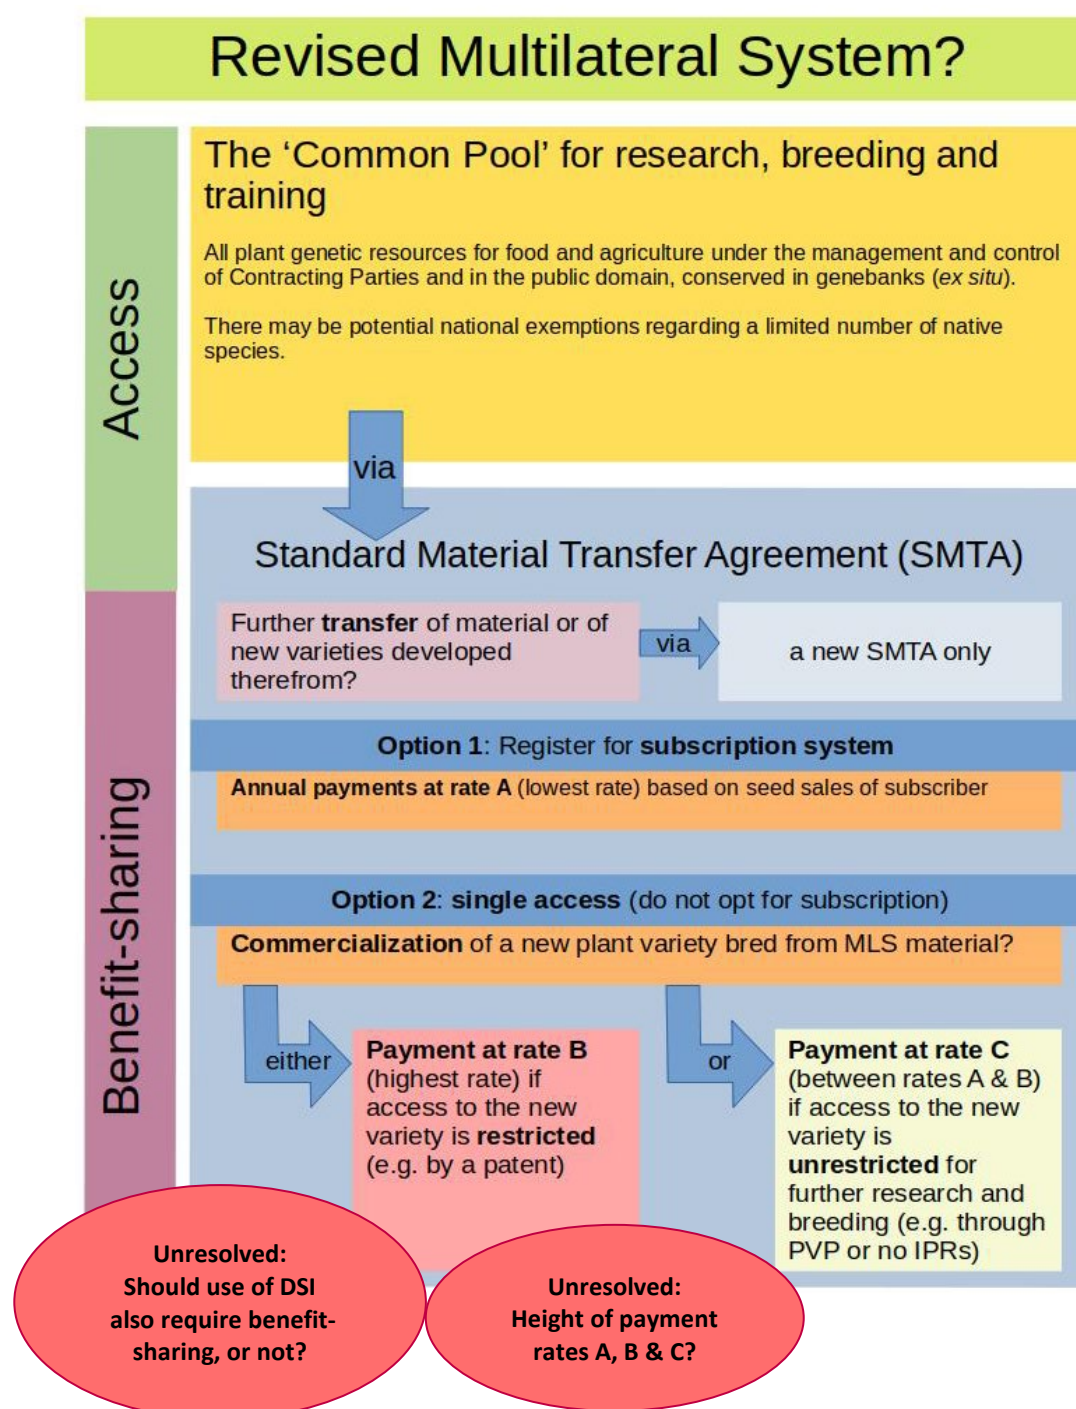 Revised Multilateral System?
Access
The ‘Common Pool’ for research, breeding and
training
All plant genetic resources for food and agriculture under the management and control
of Contracting Parties and in the public domain, conserved in genebanks (ex situ).
There may be potential national exemptions regarding a limited number of native
species.
via
Standard Material Transfer Agreement (SMTA)
Benefit-sharing
Further transfer of material or of
new varieties developed
therefrom?
via
a new SMTA only
Option 1: Register for subscription system
Annual payments at rate A (lowest rate) based on seed sales of subscriber
Option 2: single access (do not opt for subscription)
Commercialization of a new plant variety bred from MLS material?
either
Payment at rate B
(highest rate) if
access to the new
variety is restricted
(e.g. by a patent)
or
Payment at rate C
(between rates A & B)
if access to the new
variety is
unrestricted for
further research and
breeding (e.g. through
PVP or no IPRs)
Unresolved:
Should use of DSI
also require benefit-
sharing, or not?
Unresolved:
Height of payment
rates A, B & C?